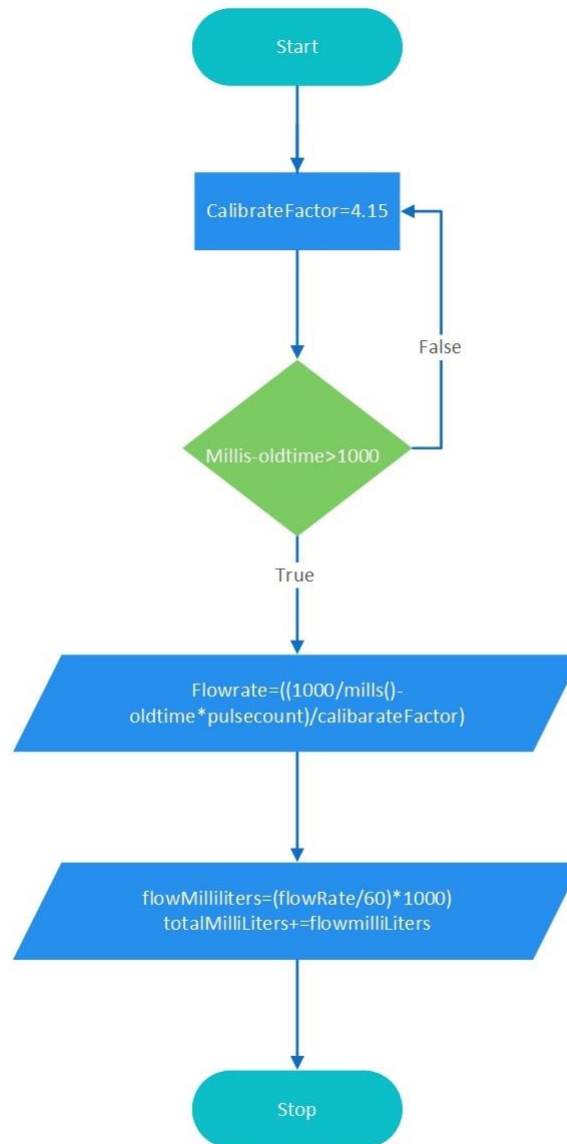 Start
CalibrateFactor=4.15
False
Millis-oldtime>1000
True
Flowrate=((1000/mills()-
oldtime*pulsecount)/calibarateFactor)
flowMilliliters=(flowRate/60)*1000)
totalMilliLiters+=flowmilliLiters
Stop